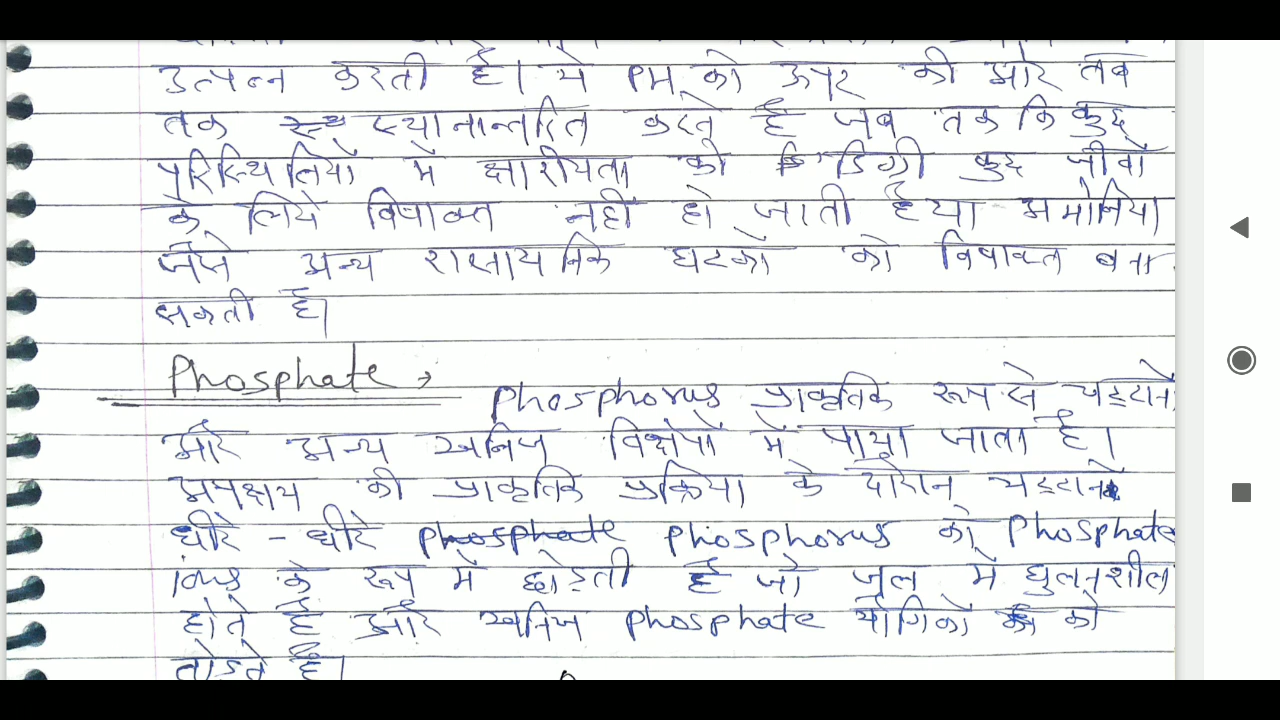 उत्पन्न करती है। ये PH को ऊपर की ओर तब
तक स्थानान्तरित करते है जब तक कि कुछ
परिस्थितियों में क्षारीयता की डिग्री कुछ जीवों
के लिये विषाक्त नहीं हो जाती है या अमोनिया
जैसे अन्य रासायनिक घटकों को विषाक्त बना
सकती है।
Phosphate →
Phosphorus प्राकृतिक रूप से चट्टानों
और अन्य खनिज निक्षेपों में पाया जाता है।
अपक्षय की प्राकृतिक प्रक्रिया के दौरान चट्टाने
धीरे - धीरे phosphate phosphorus को Phosphate
ions के रूप में छोड़ती है जो जल में घुलनशील
होते है और खनिज phosphate यौगिकों को
तोडते है।